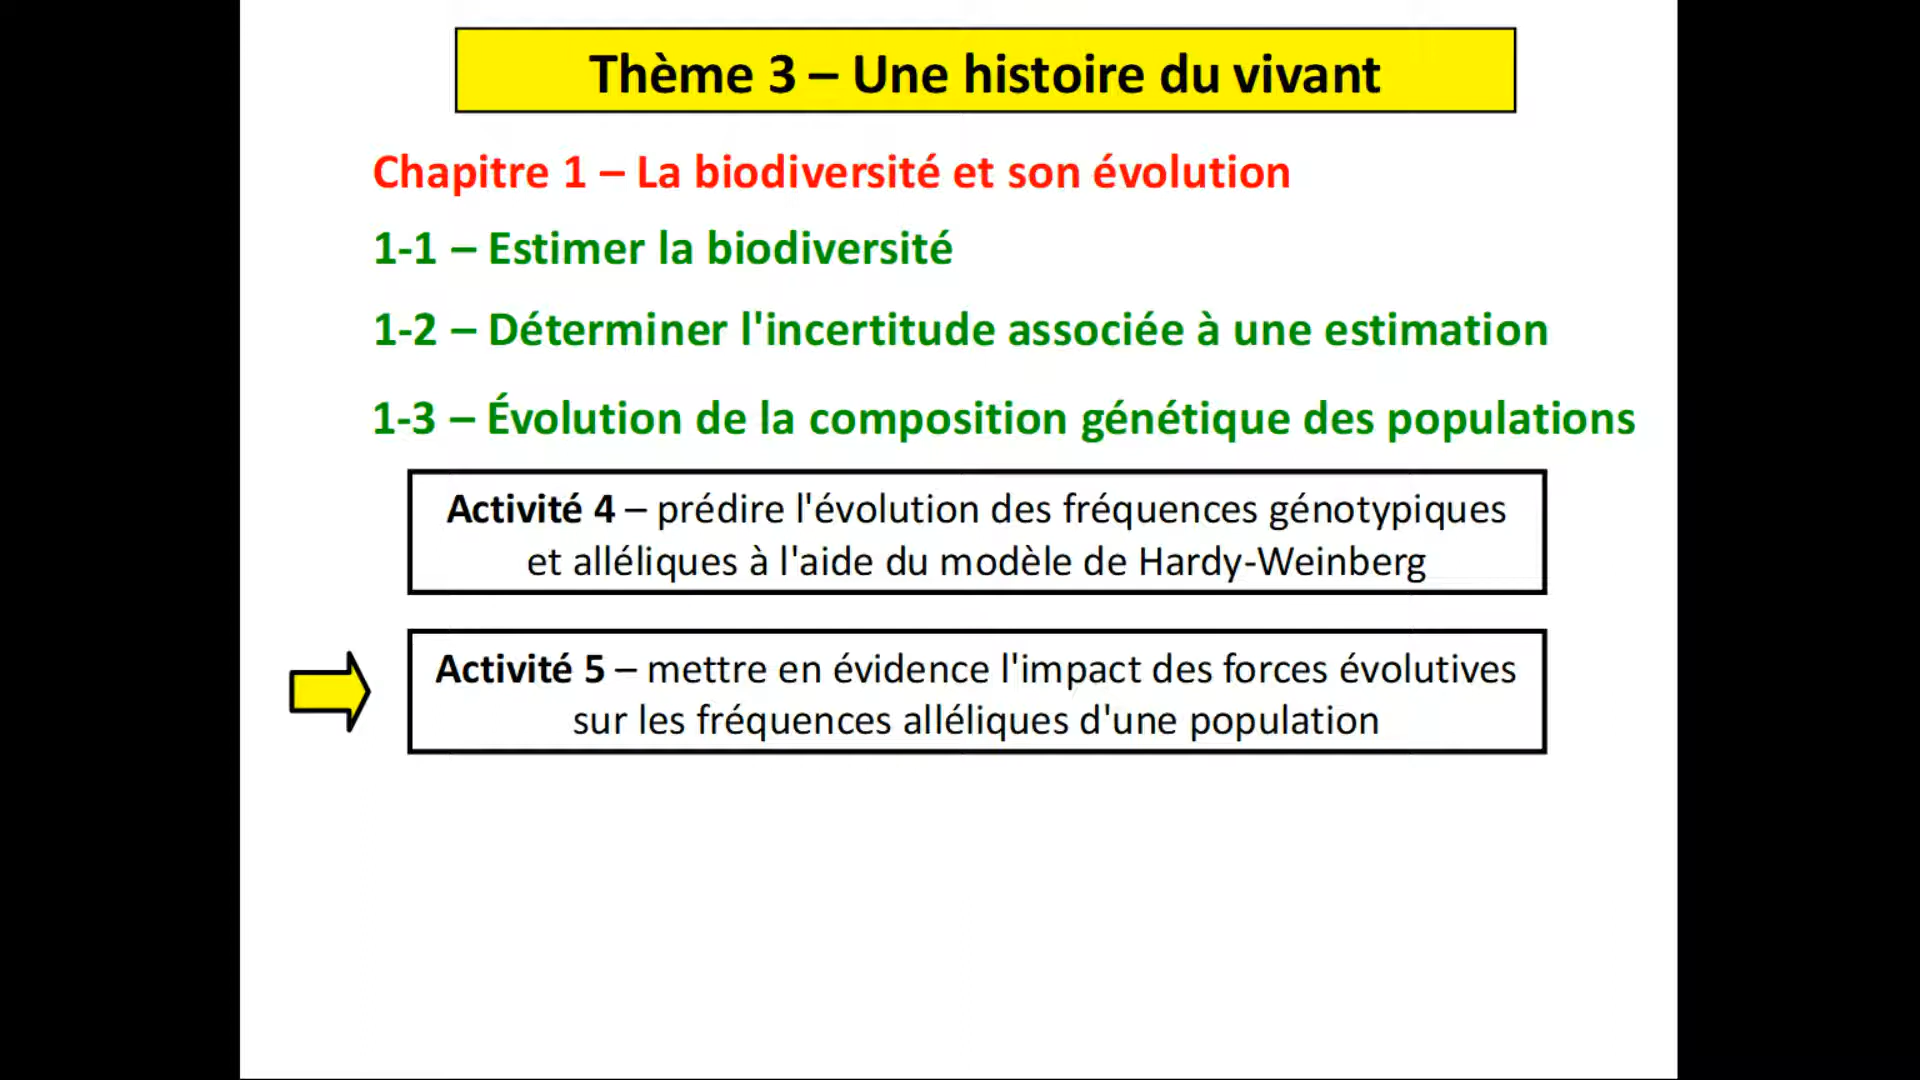 Thème 3 – Une histoire du vivant
Chapitre 1 – La biodiversité et son évolution
1-1 – Estimer la biodiversité
1-2 – Déterminer l'incertitude associée à une estimation
1-3 – Évolution de la composition génétique des populations
Activité 4 – prédire l'évolution des fréquences génotypiques
et alléliques à l'aide du modèle de Hardy-Weinberg
Activité 5 – mettre en évidence l'impact des forces évolutives
sur les fréquences alléliques d'une population